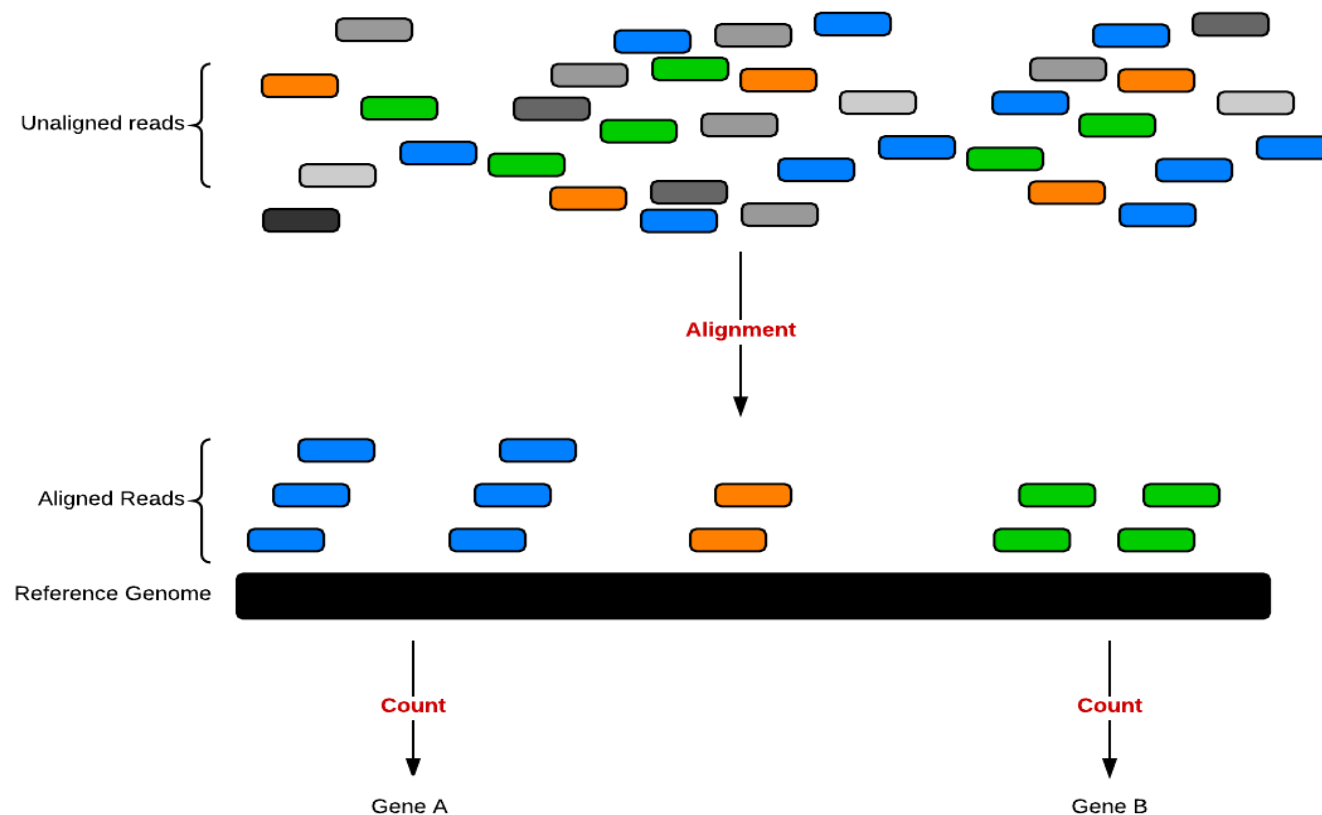 Unaligned reads
Alignment
Aligned Reads
Reference Genome
Count
Count
Gene A
Gene B